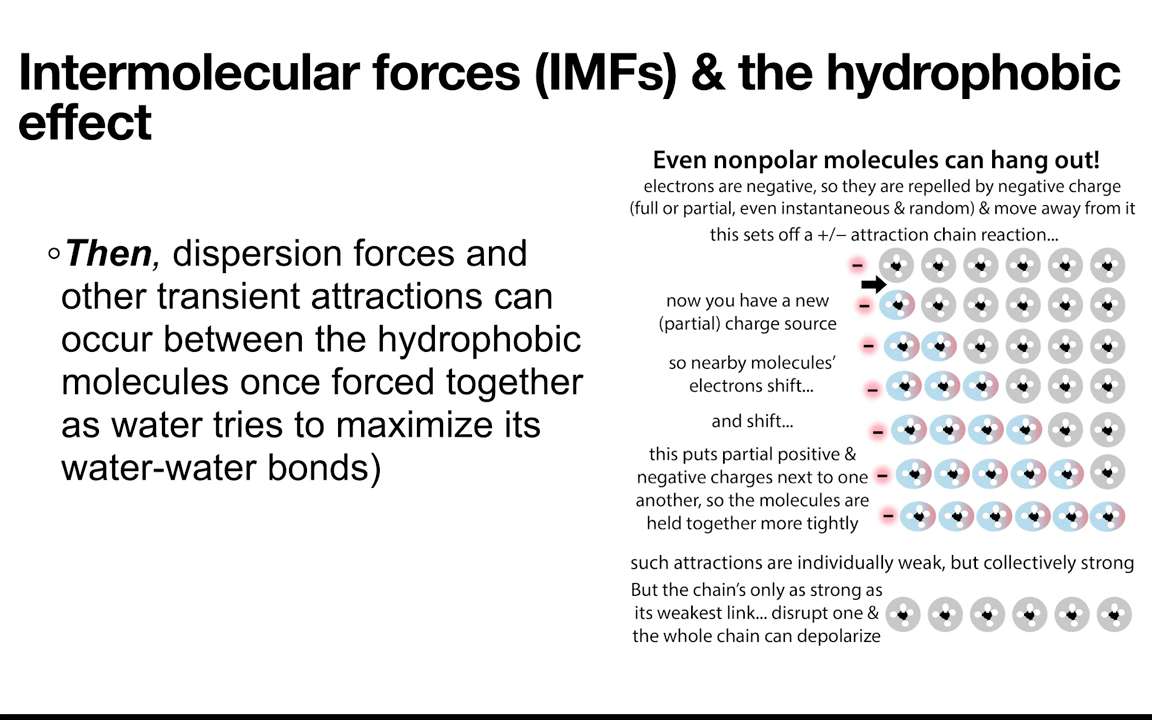 Intermolecular forces (IMFs) & the hydrophobic
effect
◦Then, dispersion forces and
other transient attractions can
occur between the hydrophobic
molecules once forced together
as water tries to maximize its
water-water bonds)
Even nonpolar molecules can hang out!
electrons are negative, so they are repelled by negative charge
(full or partial, even instantaneous & random) & move away from it
this sets off a +/− attraction chain reaction...
−
now you have a new
(partial) charge source
−
−
so nearby molecules’
electrons shift...
−
and shift...
−
this puts partial positive &
negative charges next to one
another, so the molecules are
held together more tightly
−
−
such attractions are individually weak, but collectively strong
But the chain’s only as strong as
its weakest link... disrupt one &
the whole chain can depolarize